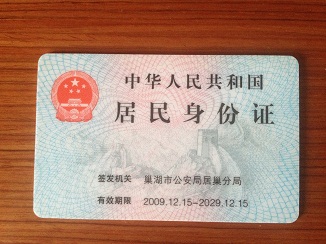 中华人民共和国
居民身份证
签发机关 巢湖市公安局居巢分局
有效期限 2009.12.15-2029.12.15